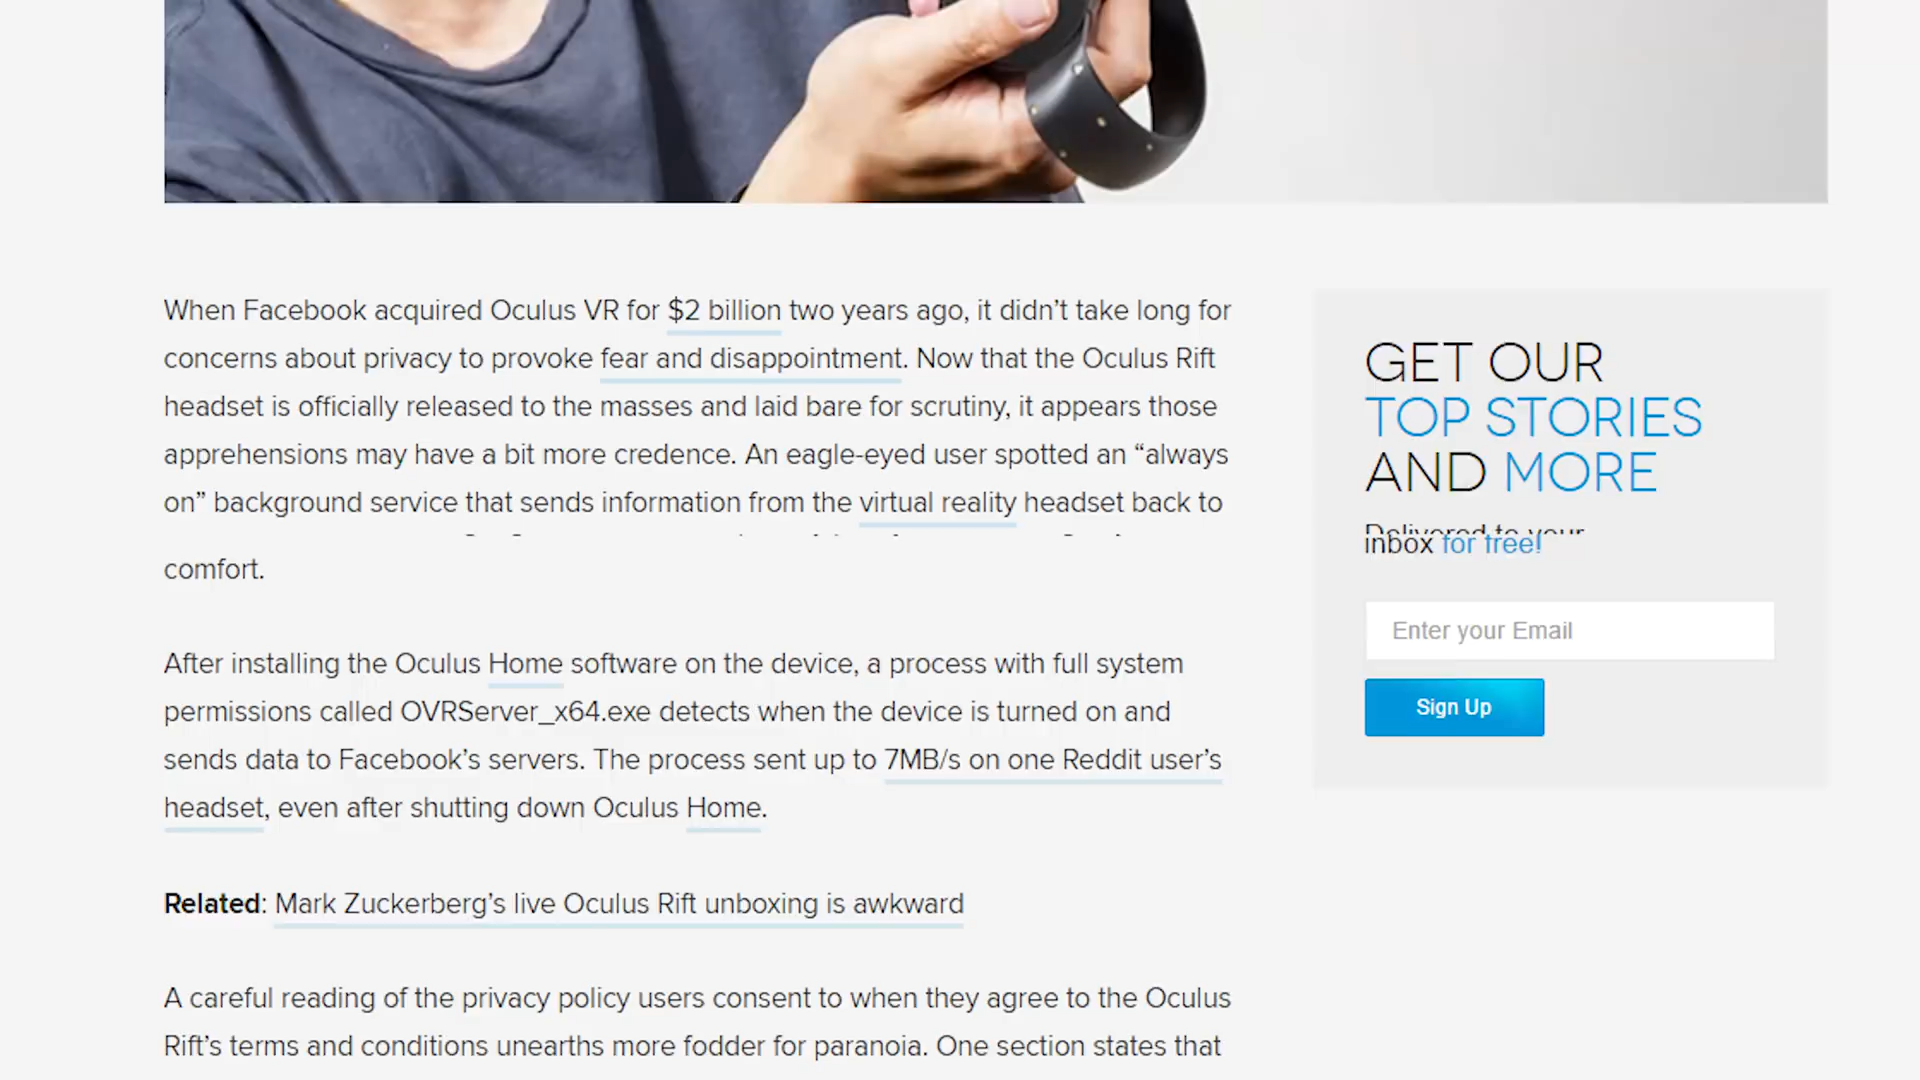 When Facebook acquired Oculus VR for $2 billion two years ago, it didn’t take long for
concerns about privacy to provoke fear and disappointment. Now that the Oculus Rift
headset is officially released to the masses and laid bare for scrutiny, it appears those
apprehensions may have a bit more credence. An eagle-eyed user spotted an “always
on” background service that sends information from the virtual reality headset back to
comfort.
After installing the Oculus Home software on the device, a process with full system
permissions called OVRServer_x64.exe detects when the device is turned on and
sends data to Facebook’s servers. The process sent up to 7MB/s on one Reddit user’s
headset, even after shutting down Oculus Home.
Related: Mark Zuckerberg’s live Oculus Rift unboxing is awkward
A careful reading of the privacy policy users consent to when they agree to the Oculus
Rift’s terms and conditions unearths more fodder for paranoia. One section states that
GET OUR
TOP STORIES
AND MORE
Delivered to your
inbox for free!
Enter your Email
Sign Up